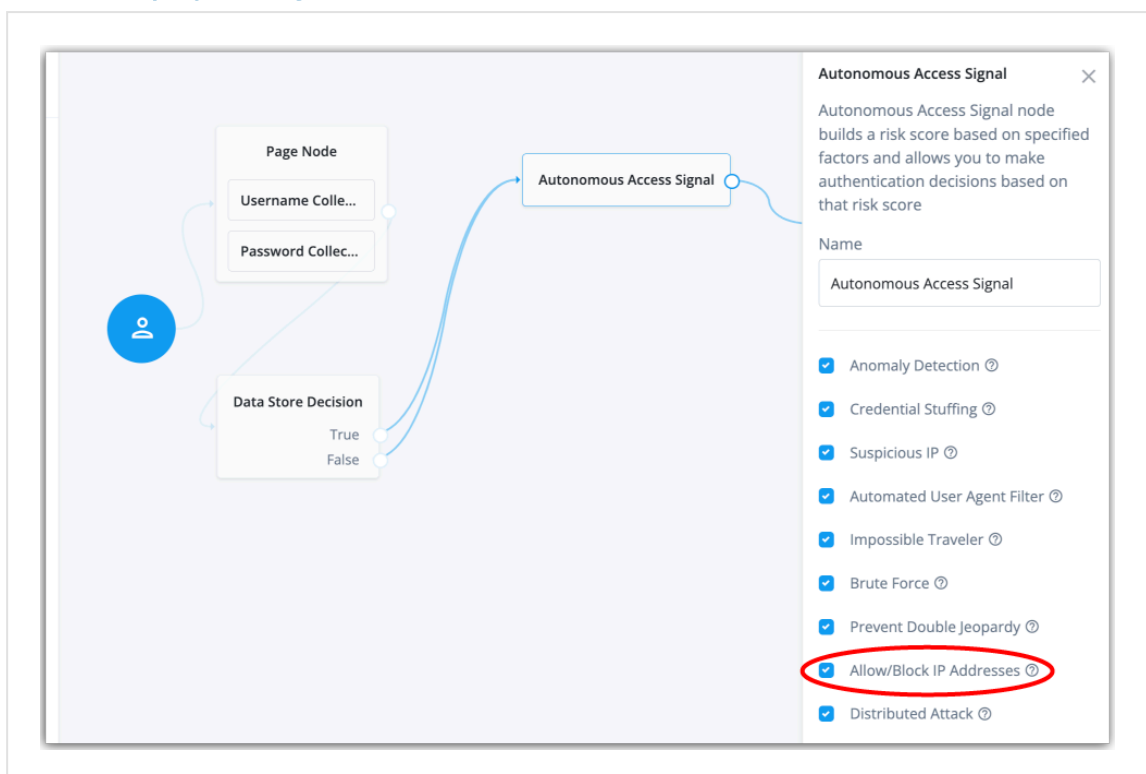 Page Node
Username Colle...
Password Collec...
Data Store Decision
True
False
Autonomous Access Signal
Autonomous Access Signal
Autonomous Access Signal node
builds a risk score based on specified
factors and allows you to make
authentication decisions based on
that risk score
Name
Autonomous Access Signal
Anomaly Detection
Credential Stuffing
Suspicious IP
Automated User Agent Filter
Impossible Traveler
Brute Force
Prevent Double Jeopardy
Allow/Block IP Addresses
Distributed Attack